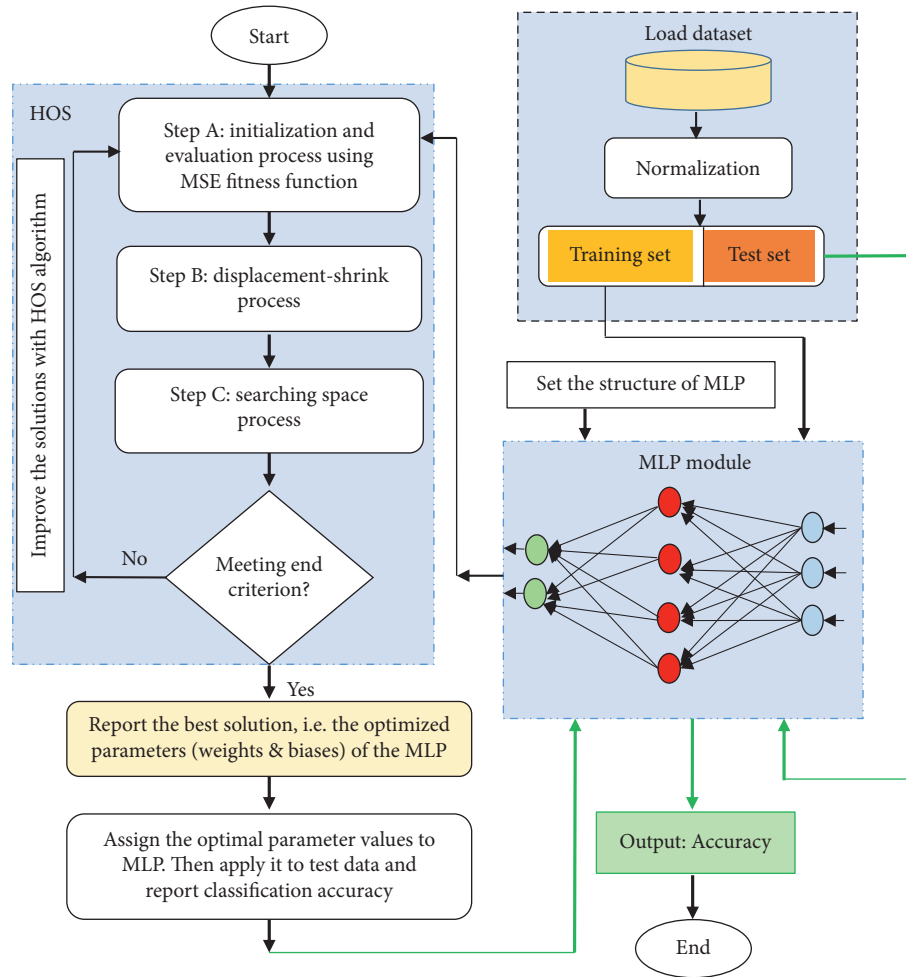 Start
HOS
Step A: initialization and
evaluation process using
MSE fitness function
Step B: displacement-shrink
process
Step C: searching space
process
Improve the solutions with HOS algorithm
No
Meeting end
criterion?
Yes
Report the best solution, i.e. the optimized
parameters (weights & biases) of the MLP
Assign the optimal parameter values to
MLP. Then apply it to test data and
report classification accuracy
Load dataset
Normalization
Training set
Test set
Set the structure of MLP
MLP module
Output: Accuracy
End